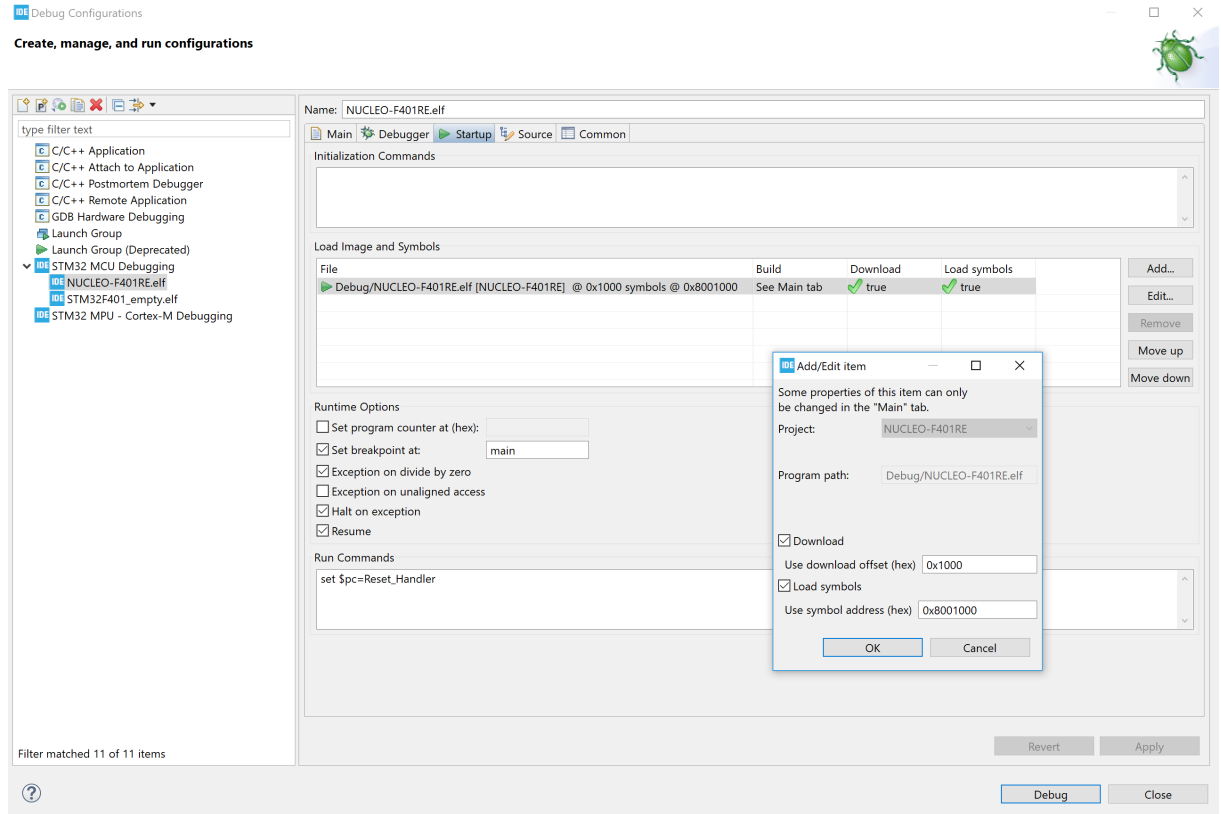 IDE Debug Configurations
Create, manage, and run configurations
type filter text
C/C++ Application
C/C++ Attach to Application
C/C++ Postmortem Debugger
C/C++ Remote Application
GDB Hardware Debugging
Launch Group
Launch Group (Deprecated)
IDE STM32 MCU Debugging
IDE NUCLEO-F401RE.elf
IDE STM32F401_empty.elf
IDE STM32 MPU - Cortex-M Debugging
Filter matched 11 of 11 items
Name: NUCLEO-F401RE.elf
Main Debugger Startup Source Common
Initialization Commands
Load Image and Symbols
File Build Download Load symbols
Debug/NUCLEO-F401RE.elf [NUCLEO-F401RE] @ 0x1000 symbols @ 0x8001000 See Main tab true true
Add...
Edit...
Remove
Move up
Move down
Runtime Options
Set program counter at (hex):
Set breakpoint at: main
Exception on divide by zero
Exception on unaligned access
Halt on exception
Resume
Run Commands
set $pc=Reset_Handler
IDE Add/Edit item
Some properties of this item can only
be changed in the "Main" tab.
Project: NUCLEO-F401RE
Program path: Debug/NUCLEO-F401RE.elf
Download
Use download offset (hex) 0x1000
Load symbols
Use symbol address (hex) 0x8001000
OK Cancel
Revert Apply
? Debug Close